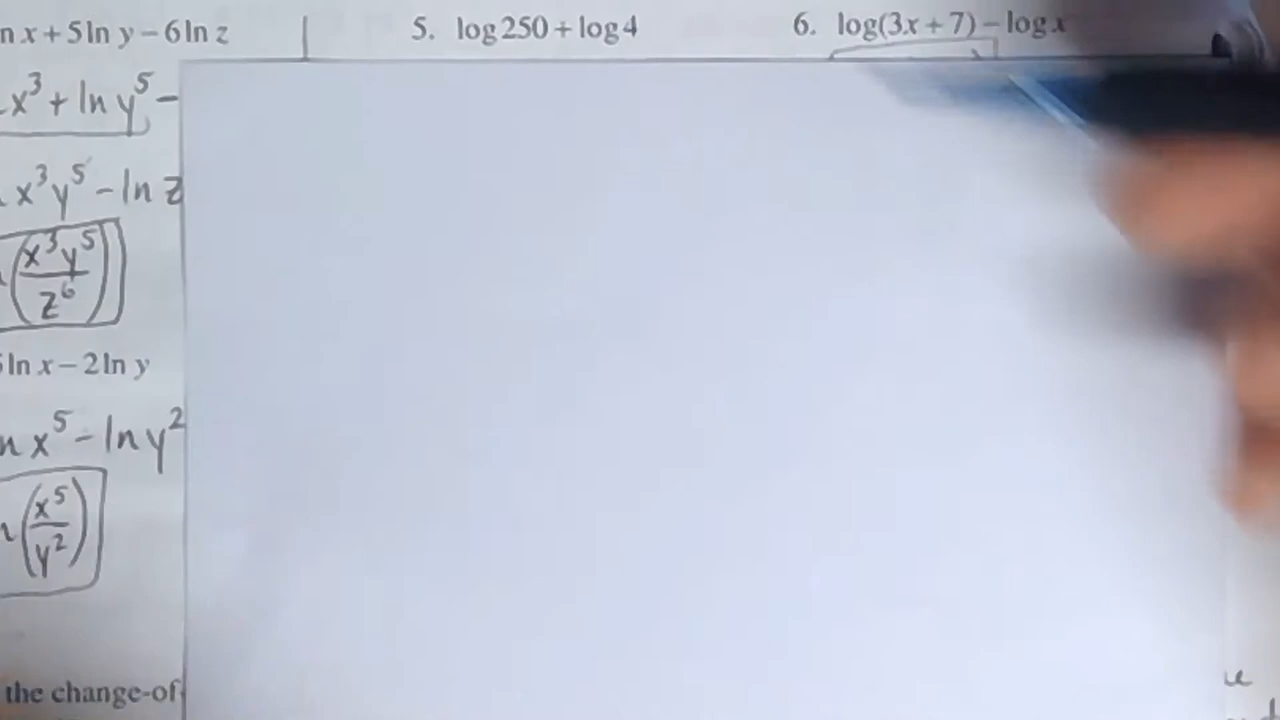 n x + 5 ln y − 6 ln z
5. log 250 + log 4
6. log(3x + 7) − log x
x³ + ln y⁵ −
x³y⁵ − ln z
(x³y⁵ / z⁶)
ln x − 2 ln y
n x⁵ − ln y²
(x⁵ / y²)
the change-of